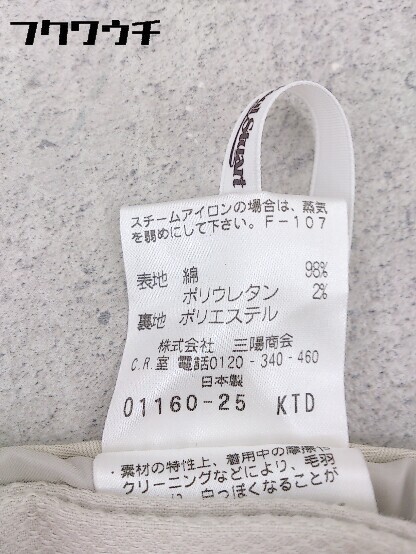 フクワウチ
Stuart
スチームアイロンの場合は、蒸気
を弱めにして下さい。F-107
表地 綿 98%
ポリウレタン 2%
裏地 ポリエステル
株式会社 三陽商会
C.R.室 電話0120-340-460
日本製
01160-25 KTD
・素材の特性上、着用中の摩擦や
クリーニングなどにより、毛羽
白っぽくなることが